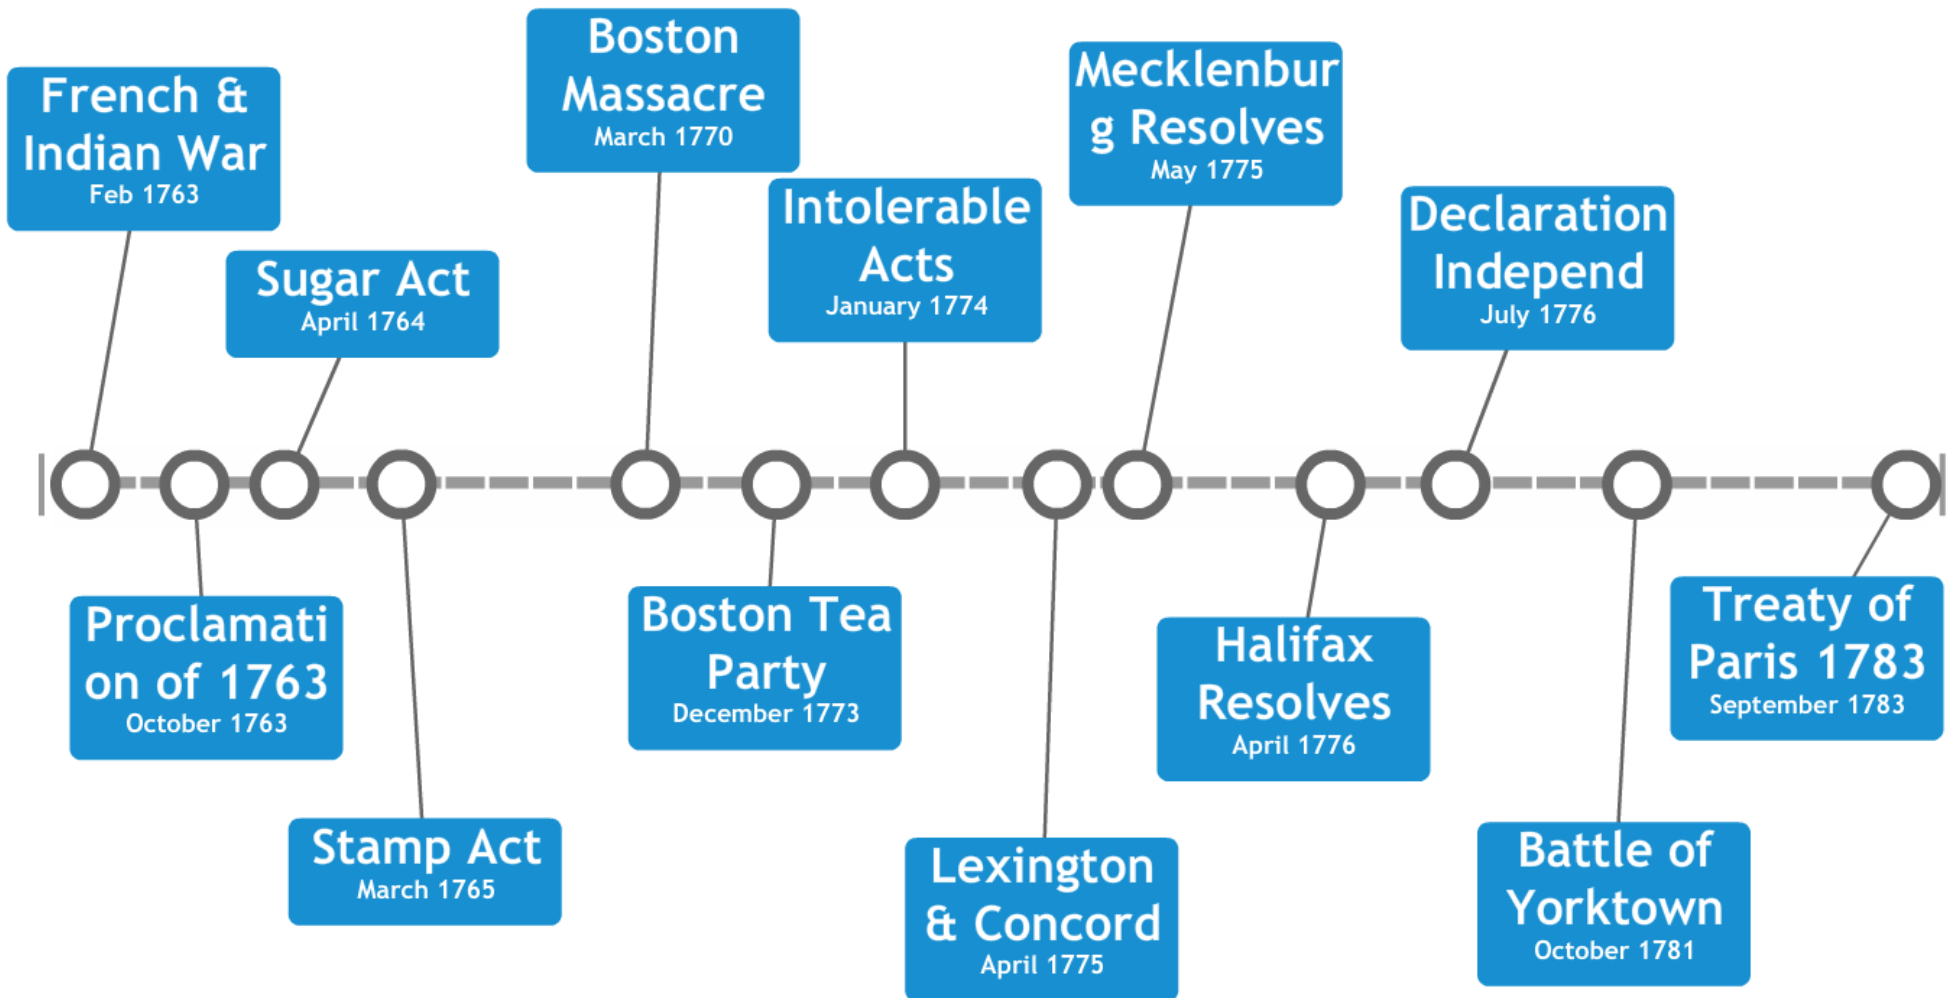 French &
Indian War
Feb 1763
Proclamati
on of 1763
October 1763
Sugar Act
April 1764
Stamp Act
March 1765
Boston
Massacre
March 1770
Boston Tea
Party
December 1773
Intolerable
Acts
January 1774
Lexington
& Concord
April 1775
Mecklenbur
g Resolves
May 1775
Halifax
Resolves
April 1776
Declaration
Independ
July 1776
Battle of
Yorktown
October 1781
Treaty of
Paris 1783
September 1783